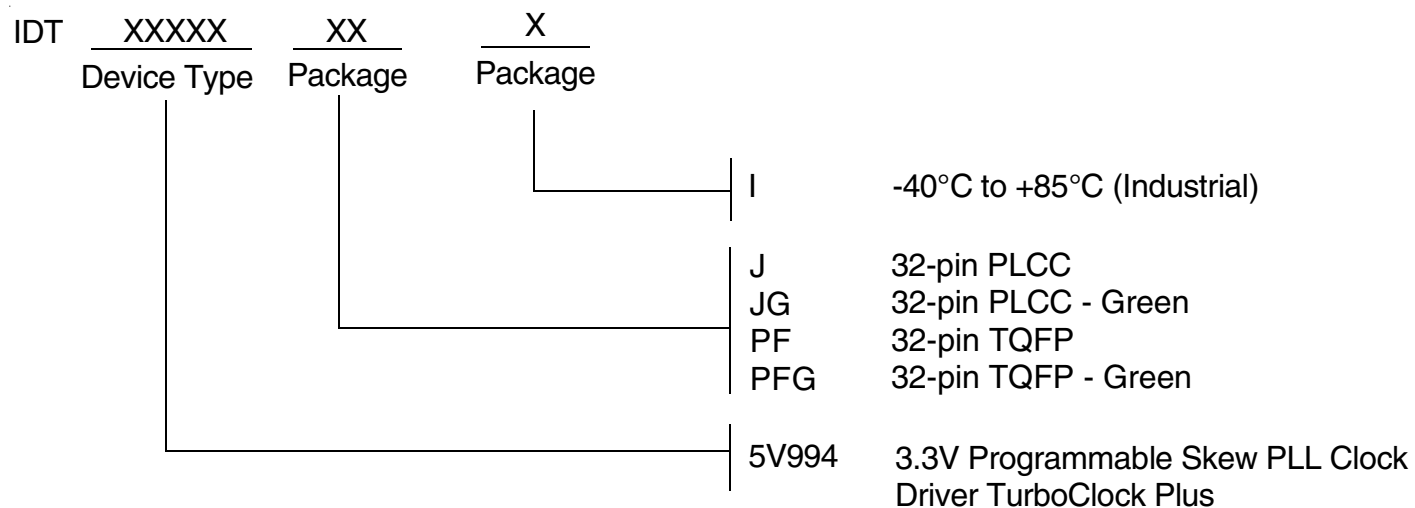 IDT XXXXX XX X
Device Type Package Package
I -40°C to +85°C (Industrial)
J 32-pin PLCC
JG 32-pin PLCC - Green
PF 32-pin TQFP
PFG 32-pin TQFP - Green
5V994 3.3V Programmable Skew PLL Clock
Driver TurboClock Plus